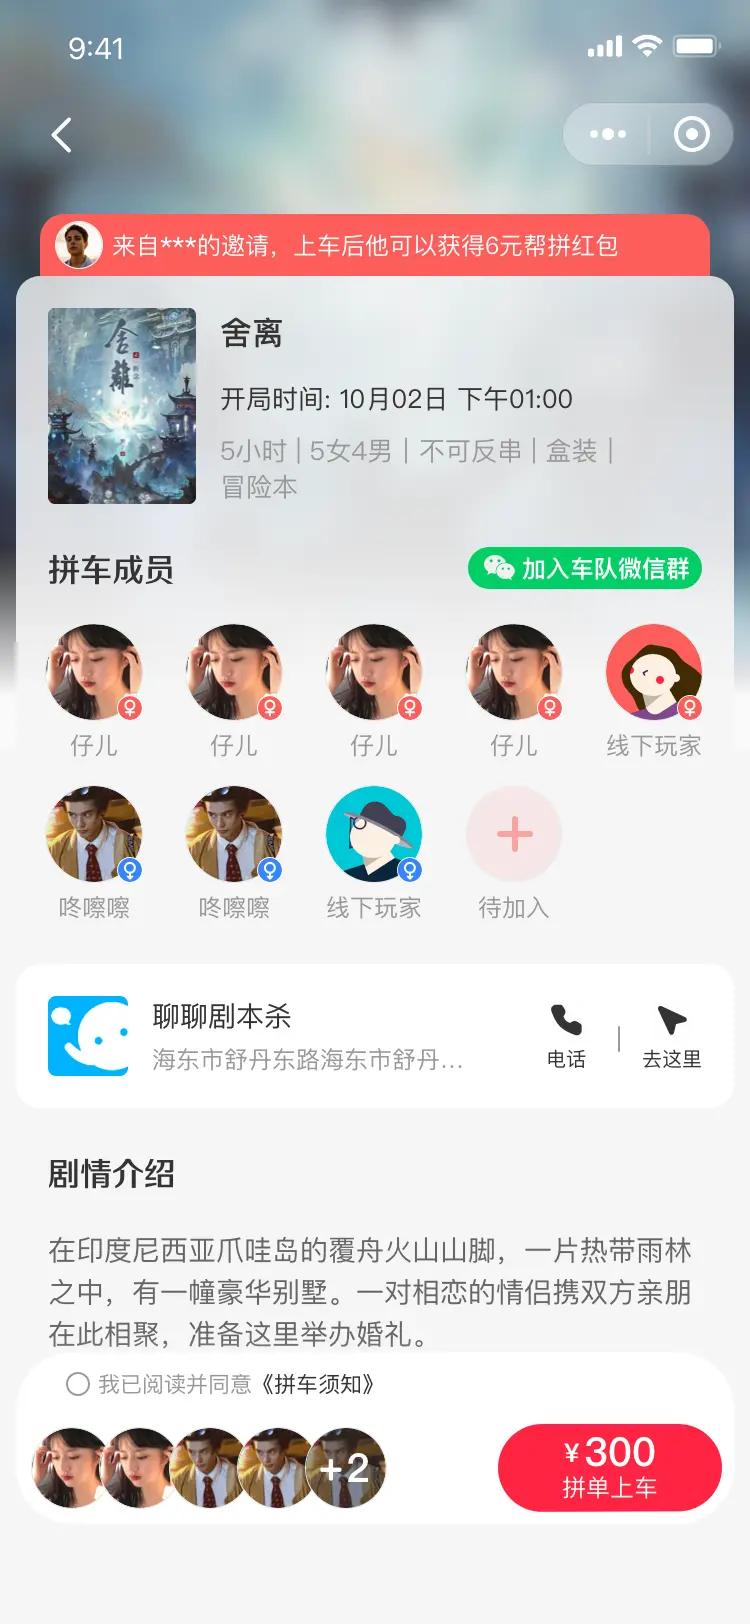 9:41
来自***的邀请，上车后他可以获得6元帮拼红包
舍離
舍离
开局时间: 10月02日 下午01:00
5小时 | 5女4男 | 不可反串 | 盒装 |
冒险本
拼车成员
加入车队微信群
仔儿
仔儿
仔儿
仔儿
线下玩家
咚嚓嚓
咚嚓嚓
线下玩家
待加入
聊聊剧本杀
海东市舒丹东路海东市舒丹...
电话
去这里
剧情介绍
在印度尼西亚爪哇岛的覆舟火山山脚，一片热带雨林
之中，有一幢豪华别墅。一对相恋的情侣携双方亲朋
在此相聚，准备这里举办婚礼。
我已阅读并同意《拼车须知》
+2
¥300
拼单上车